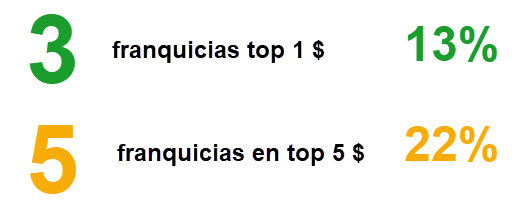 3 franquicias top 1 $ 13%
5 franquicias en top 5 $ 22%